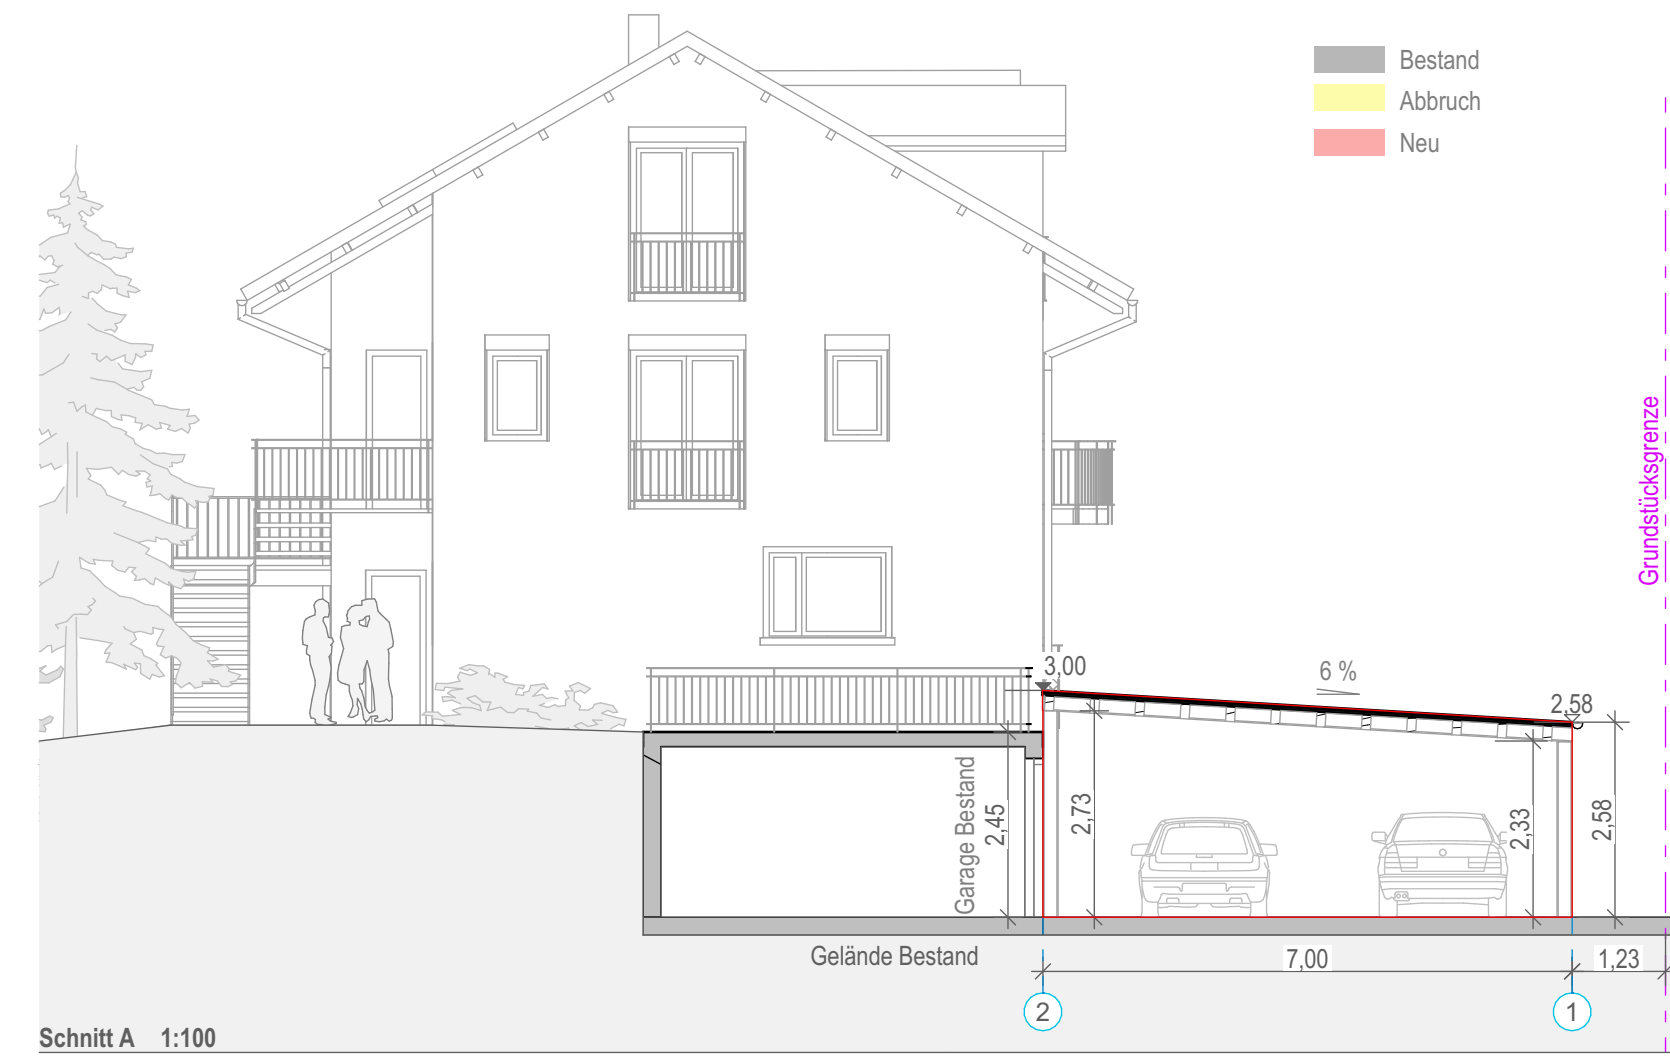 Bestand
Abbruch
Neu
Grundstücksgrenze
3,00
6 %
2,58
Garage Bestand
2,45
2,73
2,33
2,58
Gelände Bestand
7,00
1,23
2
1
Schnitt A 1:100